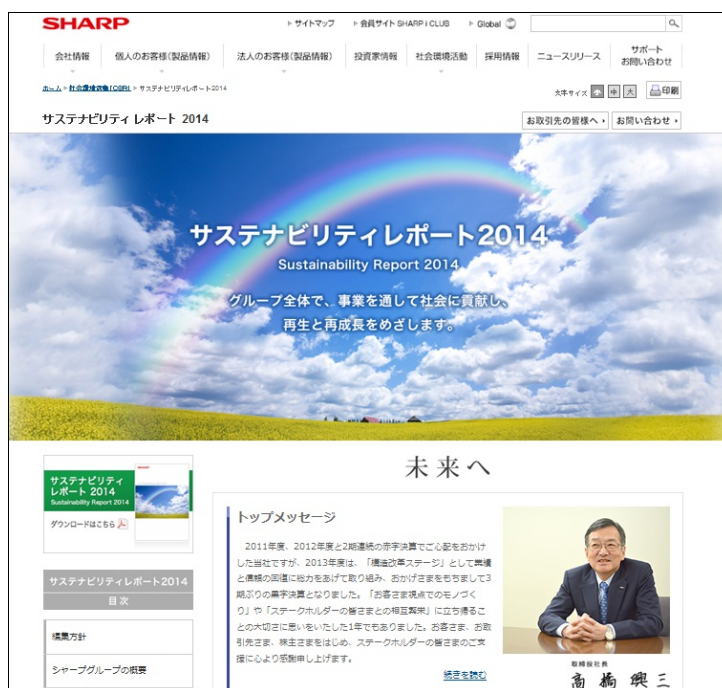 SHARP
サイトマップ 会員サイト SHARP i CLUB Global
会社情報 個人のお客様(製品情報) 法人のお客様(製品情報) 投資家情報 社会環境活動 採用情報 ニュースリリース サポート
お問い合わせ
ホーム > 社会環境活動[CSR] > サステナビリティレポート2014
文字サイズ 小 中 大 印刷
サステナビリティ レポート 2014
お取引先の皆様へ お問い合わせ
サステナビリティレポート2014
Sustainability Report 2014
グループ全体で、事業を通して社会に貢献し、
再生と再成長をめざします。
未来へ
サステナビリティ
レポート 2014
Sustainability Report 2014
ダウンロードはこちら
サステナビリティレポート2014
目次
編集方針
シャープグループの概要
トップメッセージ
2011年度、2012年度と2期連続の赤字決算でご心配をおかけ
した当社ですが、2013年度は、「構造改革ステージ」として業績
と信頼の回復に総力をあげて取り組み、おかげさまをもちまして3
期ぶりの黒字決算となりました。「お客さま視点でのモノづく
り」や「ステークホルダーの皆さまとの相互繁栄」に立ち帰るこ
との大切さに思いをいたした1年でもありました。お客さま、お取
引先さま、株主さまをはじめ、ステークホルダーの皆さまのご支
援に心より感謝申し上げます。
続きを読む
取締役社長
高橋興三